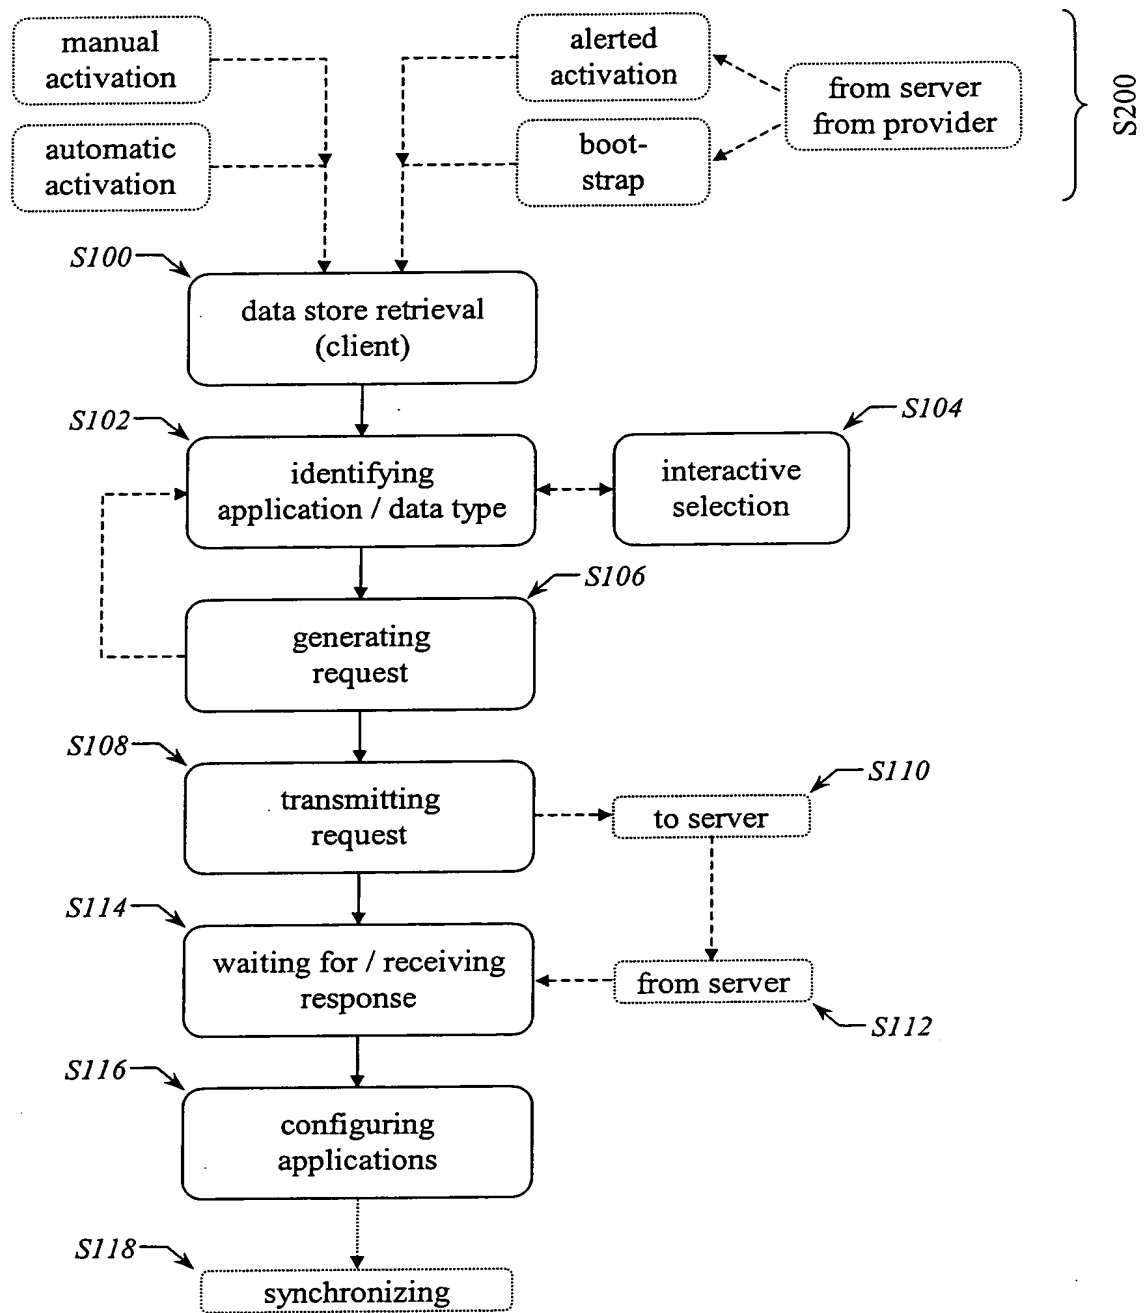 manual
activation
alerted
activation
from server
from provider
S200
automatic
activation
boot-
strap
S100
data store retrieval
(client)
S102
S104
identifying
application / data type
interactive
selection
S106
generating
request
S108
S110
transmitting
request
to server
S114
waiting for / receiving
response
from server
S112
S116
configuring
applications
S118
synchronizing